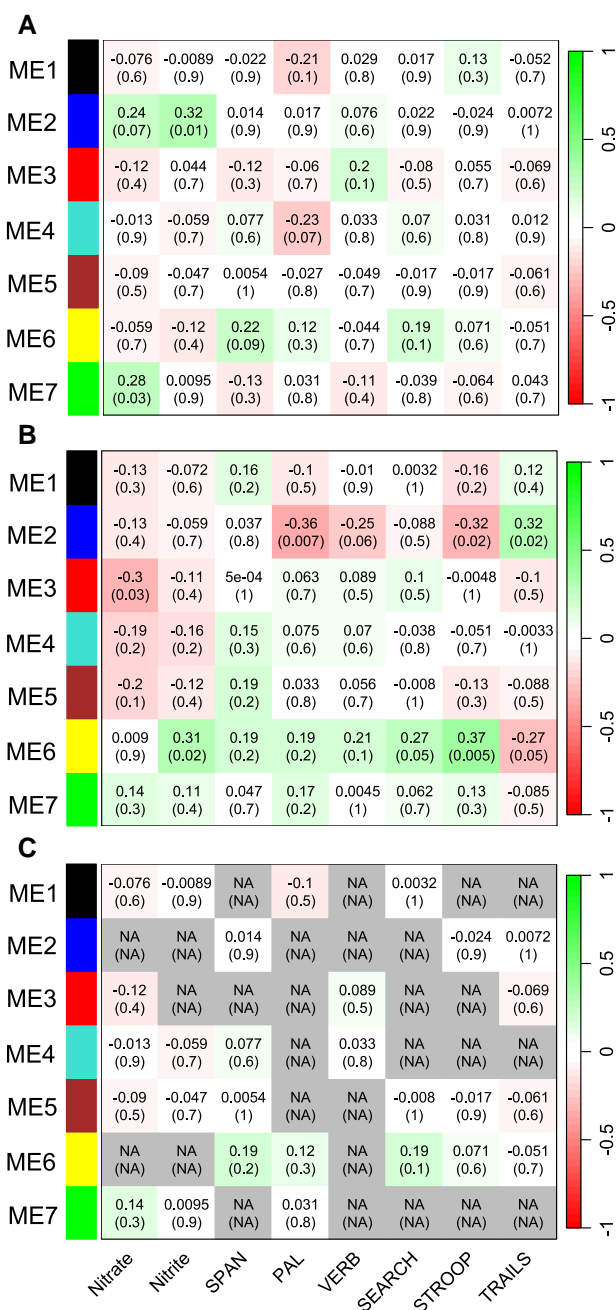 A
ME1 -0.076 -0.0089 -0.022 -0.21 0.029 0.017 0.13 -0.052
(0.6) (0.9) (0.9) (0.1) (0.8) (0.9) (0.3) (0.7)
ME2 0.24 0.32 0.014 0.017 0.076 0.022 -0.024 0.0072
(0.07) (0.01) (0.9) (0.9) (0.6) (0.9) (0.9) (1)
ME3 -0.12 0.044 -0.12 -0.06 0.2 -0.08 0.055 -0.069
(0.4) (0.7) (0.3) (0.7) (0.1) (0.5) (0.7) (0.6)
ME4 -0.013 -0.059 0.077 -0.23 0.033 0.07 0.031 0.012
(0.9) (0.7) (0.6) (0.07) (0.8) (0.6) (0.8) (0.9)
ME5 -0.09 -0.047 0.0054 -0.027 -0.049 -0.017 -0.017 -0.061
(0.5) (0.7) (1) (0.8) (0.7) (0.9) (0.9) (0.6)
ME6 -0.059 -0.12 0.22 0.12 -0.044 0.19 0.071 -0.051
(0.7) (0.4) (0.09) (0.3) (0.7) (0.1) (0.6) (0.7)
ME7 0.28 0.0095 -0.13 0.031 -0.11 -0.039 -0.064 0.043
(0.03) (0.9) (0.3) (0.8) (0.4) (0.8) (0.6) (0.7)
1
0.5
0
-0.5
-1
B
ME1 -0.13 -0.072 0.16 -0.1 -0.01 0.0032 -0.16 0.12
(0.3) (0.6) (0.2) (0.5) (0.9) (1) (0.2) (0.4)
ME2 -0.13 -0.059 0.037 -0.36 -0.25 -0.088 -0.32 0.32
(0.4) (0.7) (0.8) (0.007) (0.06) (0.5) (0.02) (0.02)
ME3 -0.3 -0.11 5e-04 0.063 0.089 0.1 -0.0048 -0.1
(0.03) (0.4) (1) (0.7) (0.5) (0.5) (1) (0.5)
ME4 -0.19 -0.16 0.15 0.075 0.07 -0.038 -0.051 -0.0033
(0.2) (0.2) (0.3) (0.6) (0.6) (0.8) (0.7) (1)
ME5 -0.2 -0.12 0.19 0.033 0.056 -0.008 -0.13 -0.088
(0.1) (0.4) (0.2) (0.8) (0.7) (1) (0.3) (0.5)
ME6 0.009 0.31 0.19 0.19 0.21 0.27 0.37 -0.27
(0.9) (0.02) (0.2) (0.2) (0.1) (0.05) (0.005) (0.05)
ME7 0.14 0.11 0.047 0.17 0.0045 0.062 0.13 -0.085
(0.3) (0.4) (0.7) (0.2) (1) (0.7) (0.3) (0.5)
1
0.5
0
-0.5
-1
C
ME1 -0.076 -0.0089 NA -0.1 NA 0.0032 NA NA
(0.6) (0.9) (NA) (0.5) (NA) (1) (NA) (NA)
ME2 NA NA 0.014 NA NA NA -0.024 0.0072
(NA) (NA) (0.9) (NA) (NA) (NA) (0.9) (1)
ME3 -0.12 NA NA NA 0.089 NA NA -0.069
(0.4) (NA) (NA) (NA) (0.5) (NA) (NA) (0.6)
ME4 -0.013 -0.059 0.077 NA 0.033 NA NA NA
(0.9) (0.7) (0.6) (NA) (0.8) (NA) (NA) (NA)
ME5 -0.09 -0.047 0.0054 NA NA -0.008 -0.017 -0.061
(0.5) (0.7) (1) (NA) (NA) (1) (0.9) (0.6)
ME6 NA NA 0.19 0.12 NA 0.19 0.071 -0.051
(NA) (NA) (0.2) (0.3) (NA) (0.1) (0.6) (0.7)
ME7 0.14 0.0095 NA 0.031 NA NA NA NA
(0.3) (0.9) (NA) (0.8) (NA) (NA) (NA) (NA)
1
0.5
0
-0.5
-1
Nitrate Nitrite SPAN PAL VERB SEARCH STROOP TRAILS